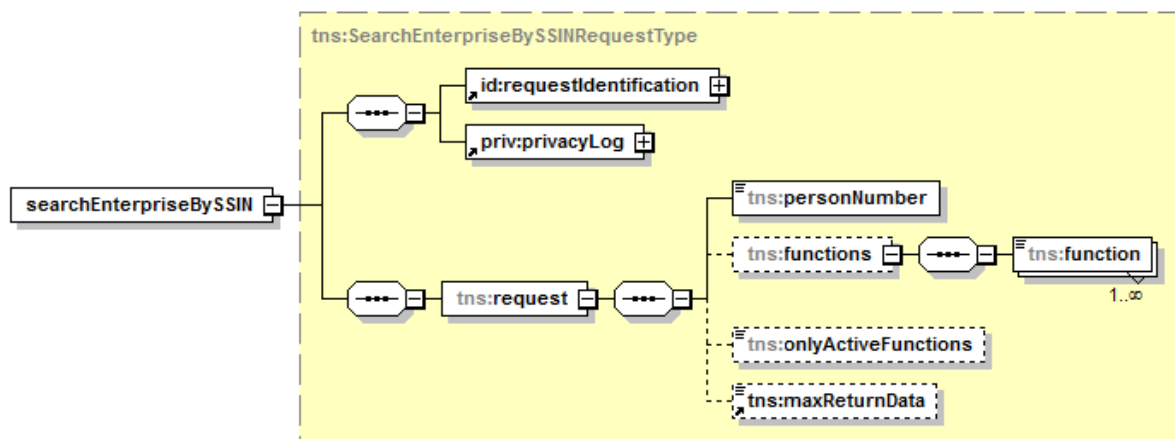 tns:SearchEnterpriseBySSINRequestType
id:requestIdentification
priv:privacyLog
searchEnterpriseBySSIN
tns:request
tns:personNumber
tns:functions
tns:function
1..∞
tns:onlyActiveFunctions
tns:maxReturnData